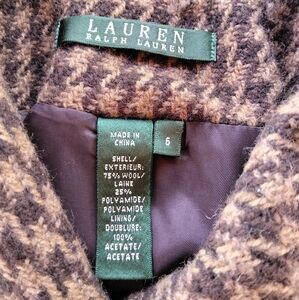 LAUREN
RALPH LAUREN
MADE IN
CHINA
6
SHELL/
EXTERIEUR:
75% WOOL/
LAINE
25%
POLYAMIDE/
POLYAMIDE
LINING/
DOUBLURE:
100%
ACETATE/
ACETATE